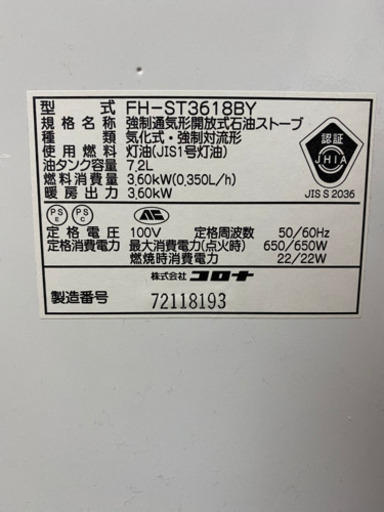 型式 FH-ST3618BY
規格名 強制通気形開放式石油ストーブ
種類 気化式・強制対流形
使用燃料 灯油(JIS1号灯油)
油タンク容量 7.2L
燃料消費量 3.60kW(0.350L/h)
暖房出力 3.60kW
認証
JHIA
JIS S 2036
PS E
PS C
定格電圧 100V 定格周波数 50/60Hz
定格消費電力 最大消費電力(点火時) 650/650W
燃焼時消費電力 22/22W
株式会社 コロナ
製造番号 72118193